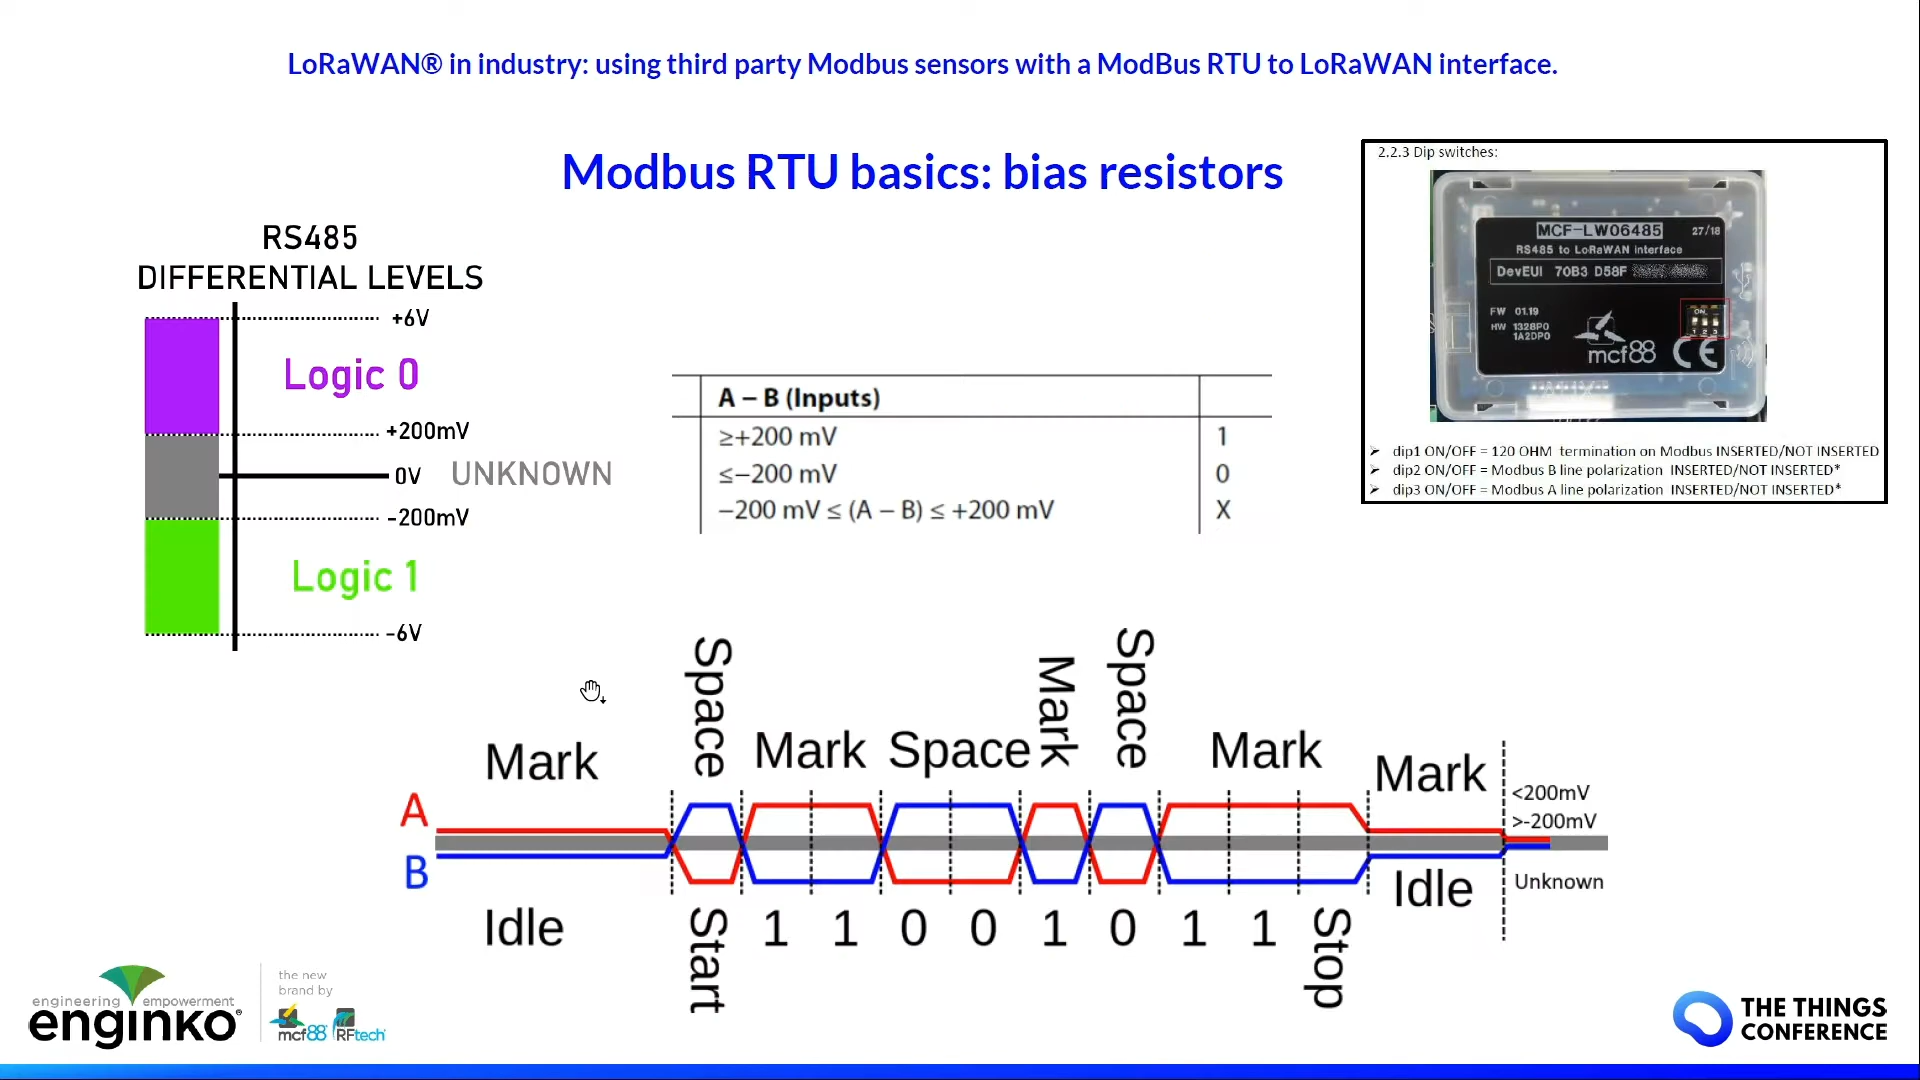 LoRaWAN® in industry: using third party Modbus sensors with a ModBus RTU to LoRaWAN interface.
Modbus RTU basics: bias resistors
2.2.3 Dip switches:
MCF-LW06485 27/18
RS485 to LoRaWAN interface
DevEUI 70B3 D58F
FW 01.19
HW 1328P0
1A2DP0
ON
1 2 3
mcf88 CE
➤ dip1 ON/OFF = 120 OHM termination on Modbus INSERTED/NOT INSERTED
➤ dip2 ON/OFF = Modbus B line polarization INSERTED/NOT INSERTED*
➤ dip3 ON/OFF = Modbus A line polarization INSERTED/NOT INSERTED*
RS485
DIFFERENTIAL LEVELS
+6V
Logic 0
+200mV
0V UNKNOWN
-200mV
Logic 1
-6V
A – B (Inputs)
≥+200 mV 1
≤–200 mV 0
–200 mV ≤ (A – B) ≤ +200 mV X
Mark Space Mark Space Mark Space Mark Mark
<200mV
>-200mV
A
B
Unknown
Idle Start 1 1 0 0 1 0 1 1 Stop Idle
engineering empowerment
enginko®
the new
brand by
mcf88 RFtech
THE THINGS
CONFERENCE